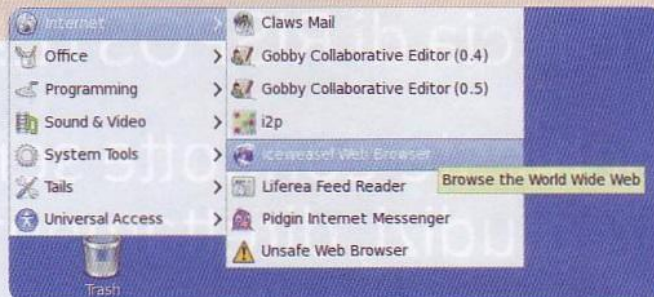 Internet
Office
Programming
Sound & Video
System Tools
Tails
Universal Access
Claws Mail
Gobby Collaborative Editor (0.4)
Gobby Collaborative Editor (0.5)
i2p
Iceweasel Web Browser
Browse the World Wide Web
Liferea Feed Reader
Pidgin Internet Messenger
Unsafe Web Browser
Trash